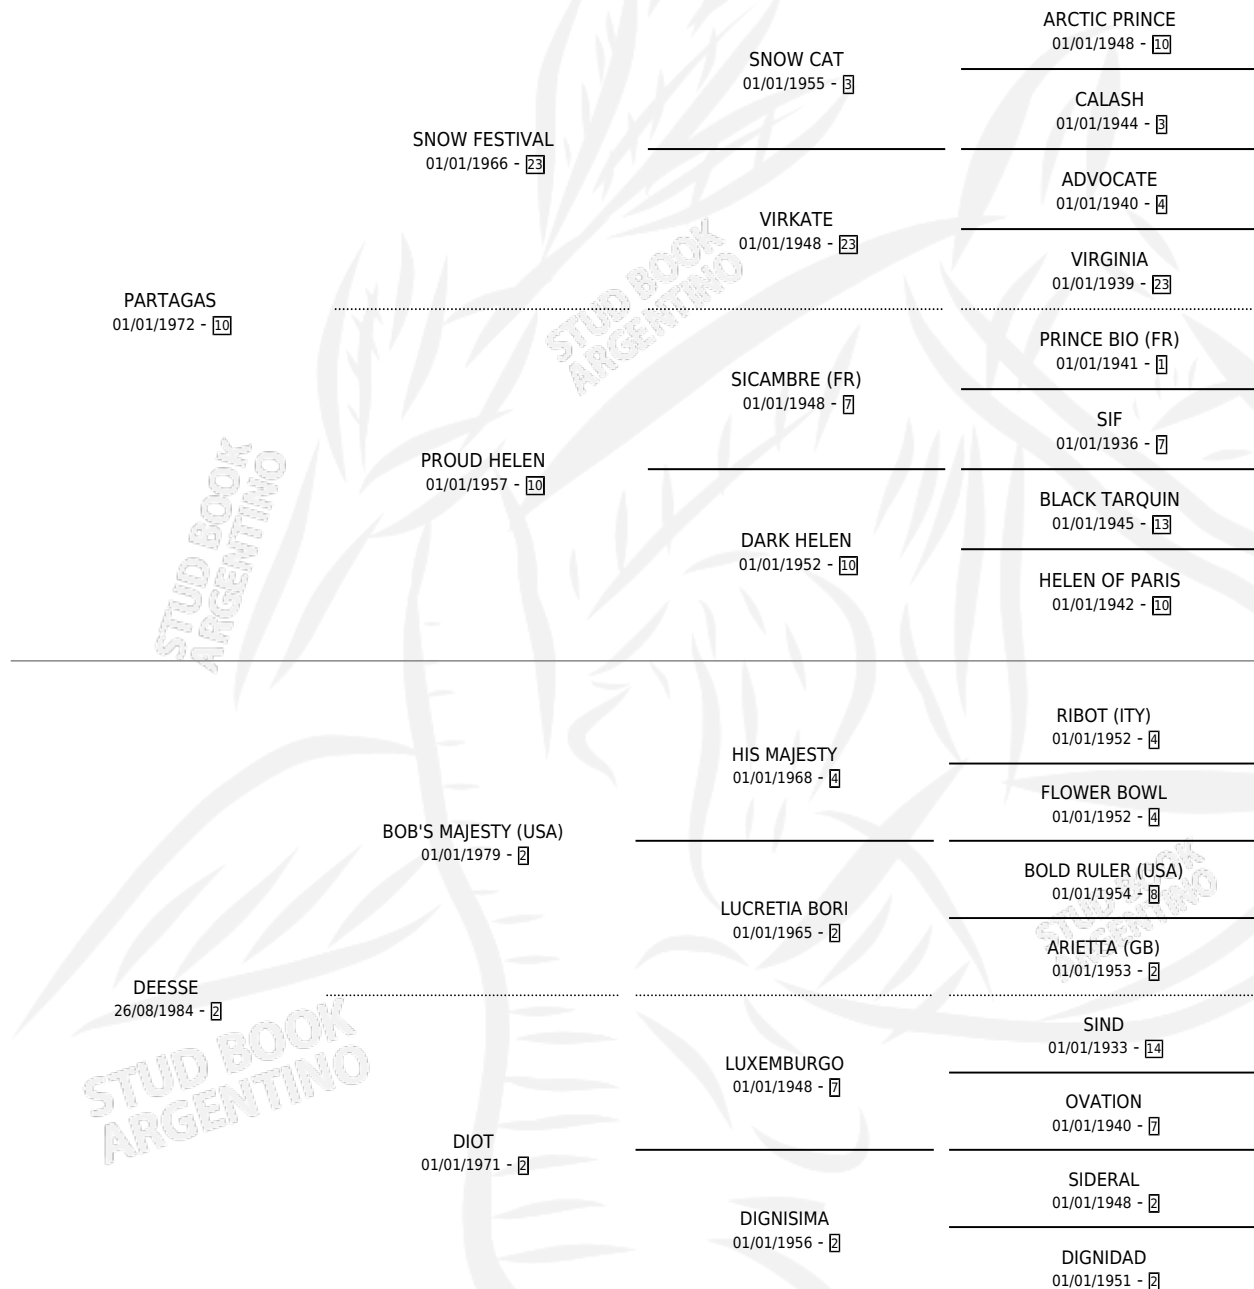 ARCTIC PRINCE
01/01/1948 - 10
SNOW CAT
01/01/1955 - 3
CALASH
01/01/1944 - 3
SNOW FESTIVAL
01/01/1966 - 23
ADVOCATE
01/01/1940 - 4
VIRKATE
01/01/1948 - 23
VIRGINIA
01/01/1939 - 23
PARTAGAS
01/01/1972 - 10
PRINCE BIO (FR)
01/01/1941 - 1
SICAMBRE (FR)
01/01/1948 - 7
SIF
01/01/1936 - 7
PROUD HELEN
01/01/1957 - 10
BLACK TARQUIN
01/01/1945 - 13
DARK HELEN
01/01/1952 - 10
HELEN OF PARIS
01/01/1942 - 10
RIBOT (ITY)
01/01/1952 - 4
HIS MAJESTY
01/01/1968 - 4
FLOWER BOWL
01/01/1952 - 4
BOB'S MAJESTY (USA)
01/01/1979 - 2
BOLD RULER (USA)
01/01/1954 - 8
LUCRETIA BORI
01/01/1965 - 2
ARIETTA (GB)
01/01/1953 - 2
DEESSE
26/08/1984 - 2
SIND
01/01/1933 - 14
LUXEMBURGO
01/01/1948 - 7
OVATION
01/01/1940 - 7
DIOT
01/01/1971 - 2
SIDERAL
01/01/1948 - 2
DIGNISIMA
01/01/1956 - 2
DIGNIDAD
01/01/1951 - 2
STUD BOOK
ARGENTINO
STUD BOOK
ARGENTINO
STUD BOOK
ARGENTINO
STUD BOOK
ARGENTINO